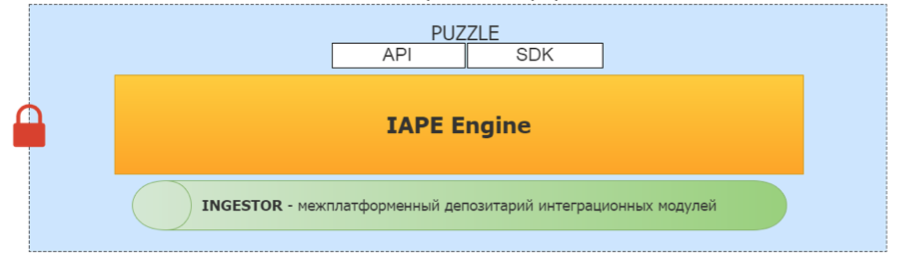 PUZZLE
API SDK
IAPE Engine
INGESTOR - межплатформенный депозитарий интеграционных модулей